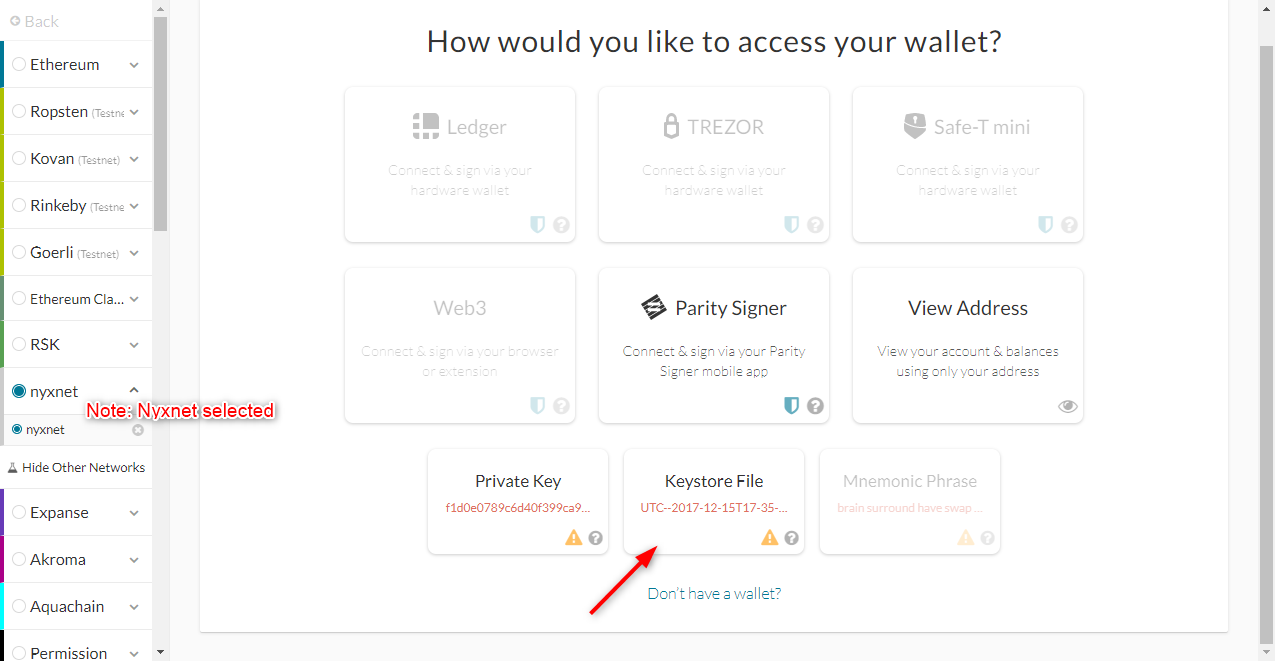 Back
Ethereum
Ropsten (Testne
Kovan (Testnet)
Rinkeby (Testne
Goerli (Testnet)
Ethereum Cla...
RSK
nyxnet
Note: Nyxnet selected
nyxnet
Hide Other Networks
Expanse
Akroma
Aquachain
Permission
How would you like to access your wallet?
Ledger
Connect & sign via your
hardware wallet
TREZOR
Connect & sign via your
hardware wallet
Safe-T mini
Connect & sign via your
hardware wallet
Web3
Connect & sign via your browser
or extension
Parity Signer
Connect & sign via your Parity
Signer mobile app
View Address
View your account & balances
using only your address
Private Key
f1d0e0789c6d40f399ca9...
Keystore File
UTC--2017-12-15T17-35-...
Mnemonic Phrase
brain surround have swap ...
Don't have a wallet?